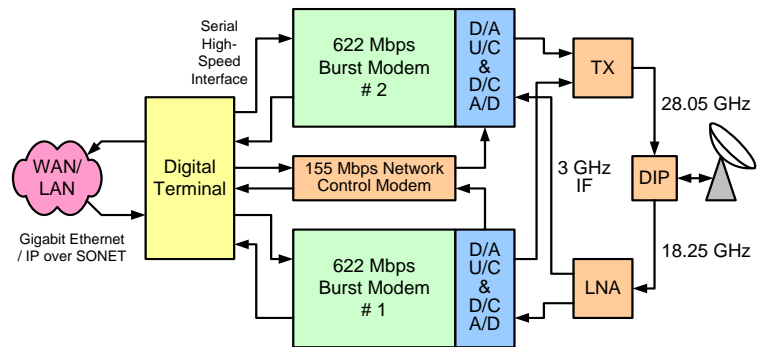 Serial
High-
Speed
Interface
622 Mbps
Burst Modem
# 2
D/A
U/C
&
D/C
A/D
TX
28.05 GHz
WAN/
LAN
Digital
Terminal
155 Mbps Network
Control Modem
3 GHz
IF
DIP
Gigabit Ethernet
/ IP over SONET
622 Mbps
Burst Modem
# 1
D/A
U/C
&
D/C
A/D
LNA
18.25 GHz